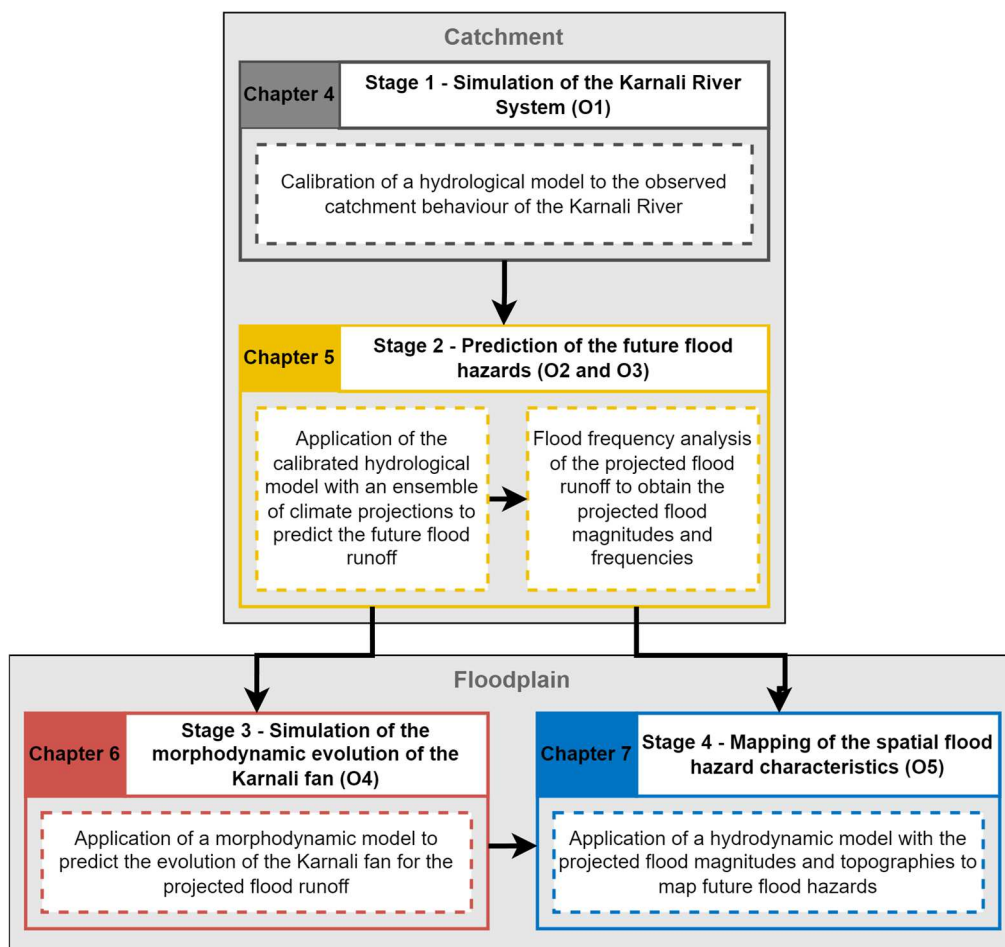 Catchment
Chapter 4
Stage 1 - Simulation of the Karnali River
System (O1)
Calibration of a hydrological model to the observed
catchment behaviour of the Karnali River
Chapter 5
Stage 2 - Prediction of the future flood
hazards (O2 and O3)
Application of the
calibrated hydrological
model with an ensemble
of climate projections to
predict the future flood
runoff
Flood frequency analysis
of the projected flood
runoff to obtain the
projected flood
magnitudes and
frequencies
Floodplain
Chapter 6
Stage 3 - Simulation of the
morphodynamic evolution of the
Karnali fan (O4)
Application of a morphodynamic model to
predict the evolution of the Karnali fan for the
projected flood runoff
Chapter 7
Stage 4 - Mapping of the spatial flood
hazard characteristics (O5)
Application of a hydrodynamic model with the
projected flood magnitudes and topographies to
map future flood hazards